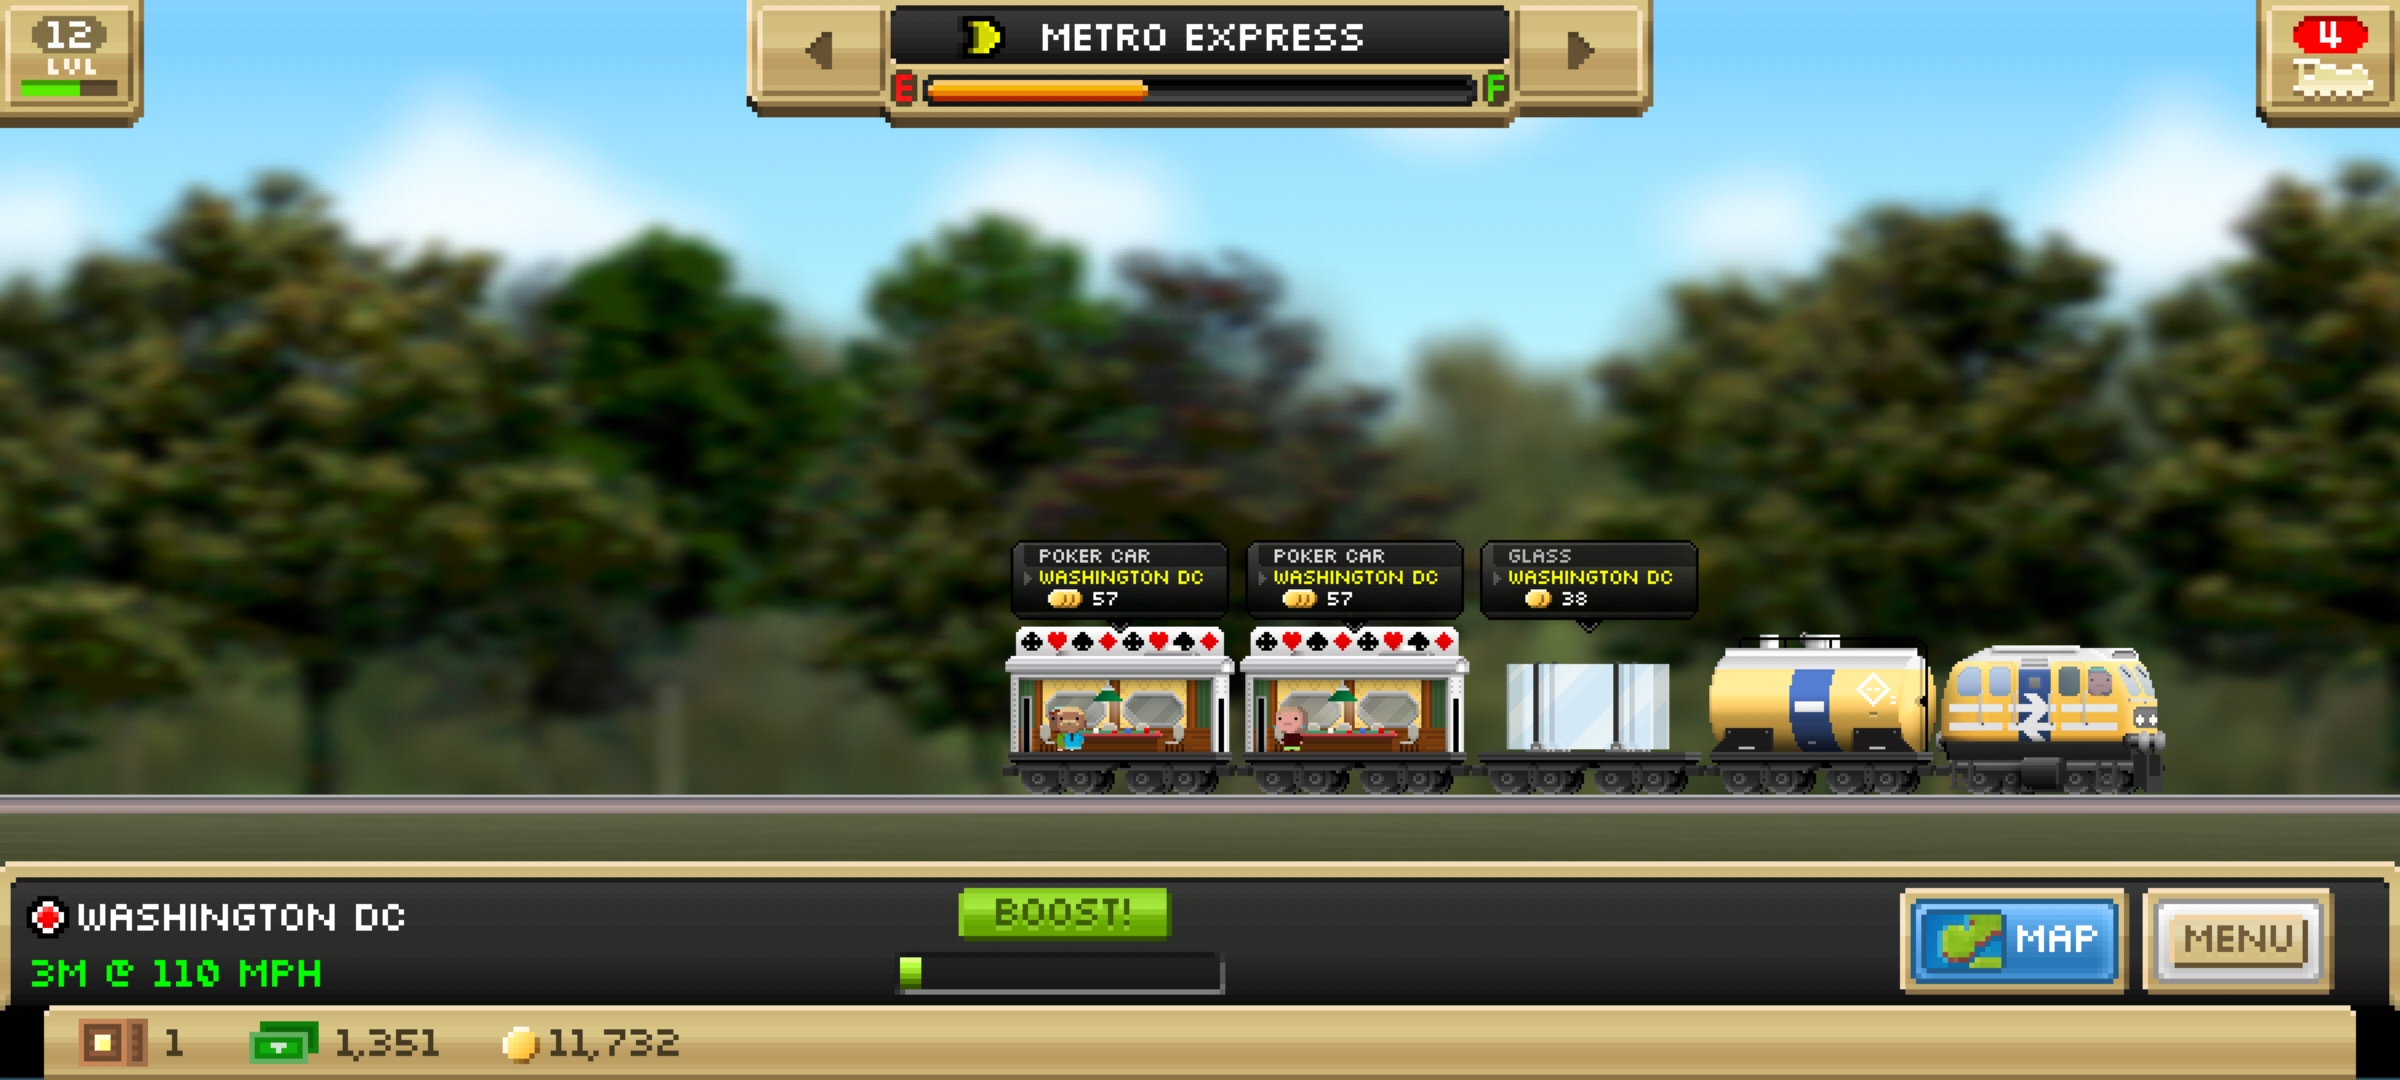 12
LVL
METRO EXPRESS
E
F
4
POKER CAR
WASHINGTON DC
57
POKER CAR
WASHINGTON DC
57
GLASS
WASHINGTON DC
38
WASHINGTON DC
3M @ 110 MPH
BOOST!
MAP
MENU
1
1,351
11,732